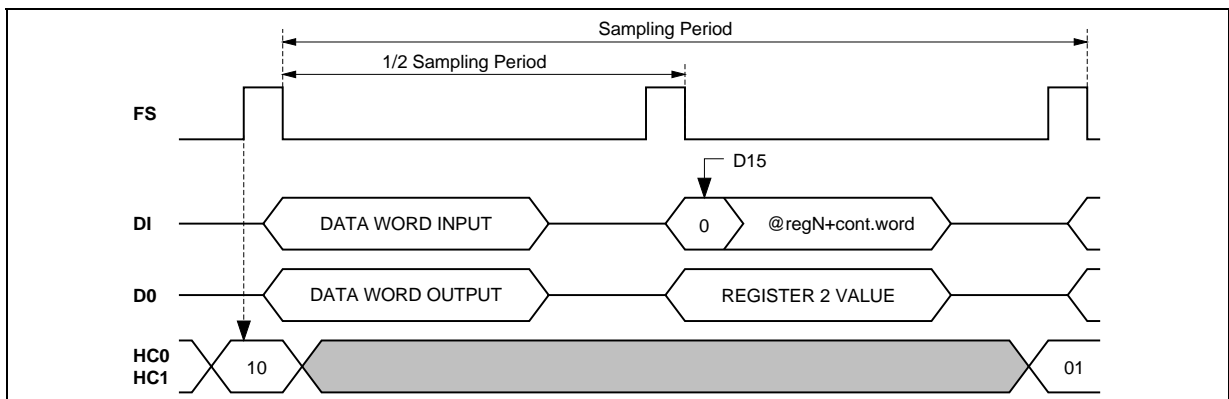 Sampling Period
1/2 Sampling Period
FS
D15
DI
DATA WORD INPUT
0
@regN+cont.word
D0
DATA WORD OUTPUT
REGISTER 2 VALUE
HC0
HC1
10
01